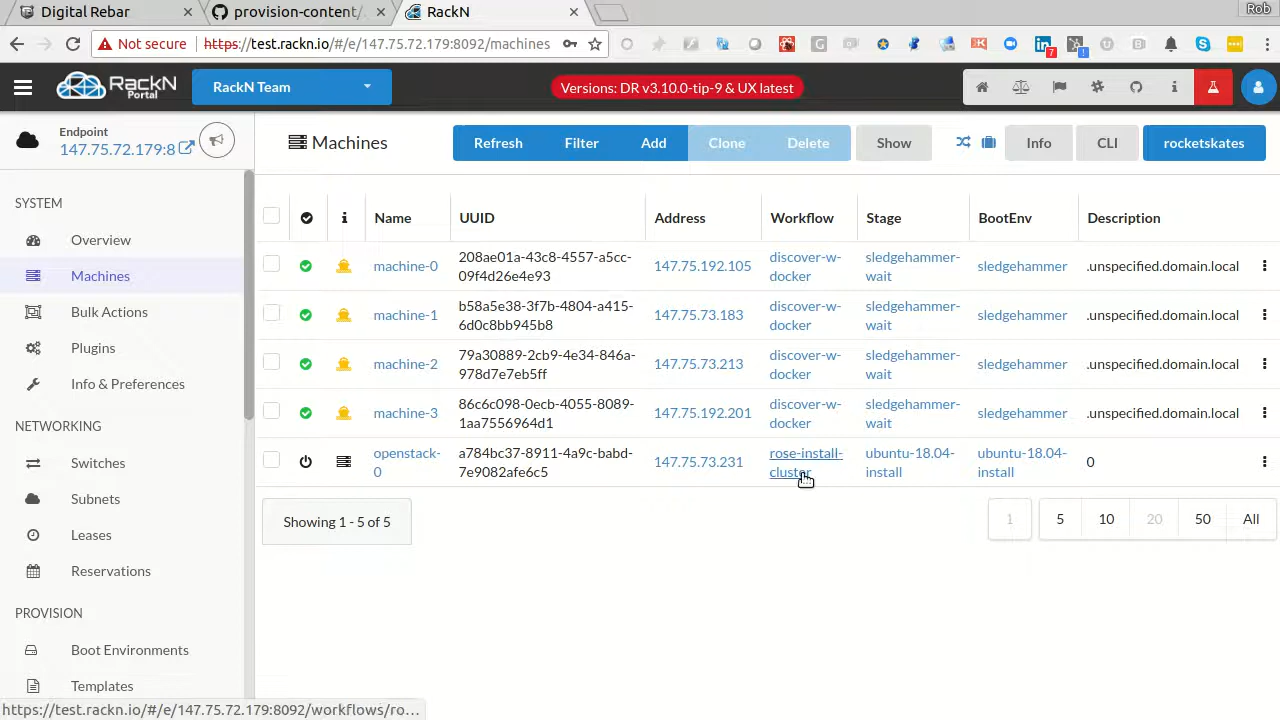 Digital Rebar
provision-content/
RackN
Rob
Not secure
https://test.rackn.io/#/e/147.75.72.179:8092/machines
7
1
RackN
Portal
RackN Team
Versions: DR v3.10.0-tip-9 & UX latest
Endpoint
147.75.72.179:8
Machines
Refresh
Filter
Add
Clone
Delete
Show
Info
CLI
rocketskates
SYSTEM
Overview
Machines
Bulk Actions
Plugins
Info & Preferences
NETWORKING
Switches
Subnets
Leases
Reservations
PROVISION
Boot Environments
Templates
Name UUID Address Workflow Stage BootEnv Description
machine-0 208ae01a-43c8-4557-a5cc- 147.75.192.105 discover-w- sledgehammer- sledgehammer .unspecified.domain.local
09f4d26e4e93 docker wait
machine-1 b58a5e38-3f7b-4804-a415- 147.75.73.183 discover-w- sledgehammer- sledgehammer .unspecified.domain.local
6d0c8bb945b8 docker wait
machine-2 79a30889-2cb9-4e34-846a- 147.75.73.213 discover-w- sledgehammer- sledgehammer .unspecified.domain.local
978d7e7eb5ff docker wait
machine-3 86c6c098-0ecb-4055-8089- 147.75.192.201 discover-w- sledgehammer- sledgehammer .unspecified.domain.local
1aa7556964d1 docker wait
openstack- a784bc37-8911-4a9c-babd- 147.75.73.231 rose-install- ubuntu-18.04- ubuntu-18.04- 0
0 7e9082afe6c5 cluster install install
Showing 1 - 5 of 5
1
5
10
20
50
All
https://test.rackn.io/#/e/147.75.72.179:8092/workflows/ro...